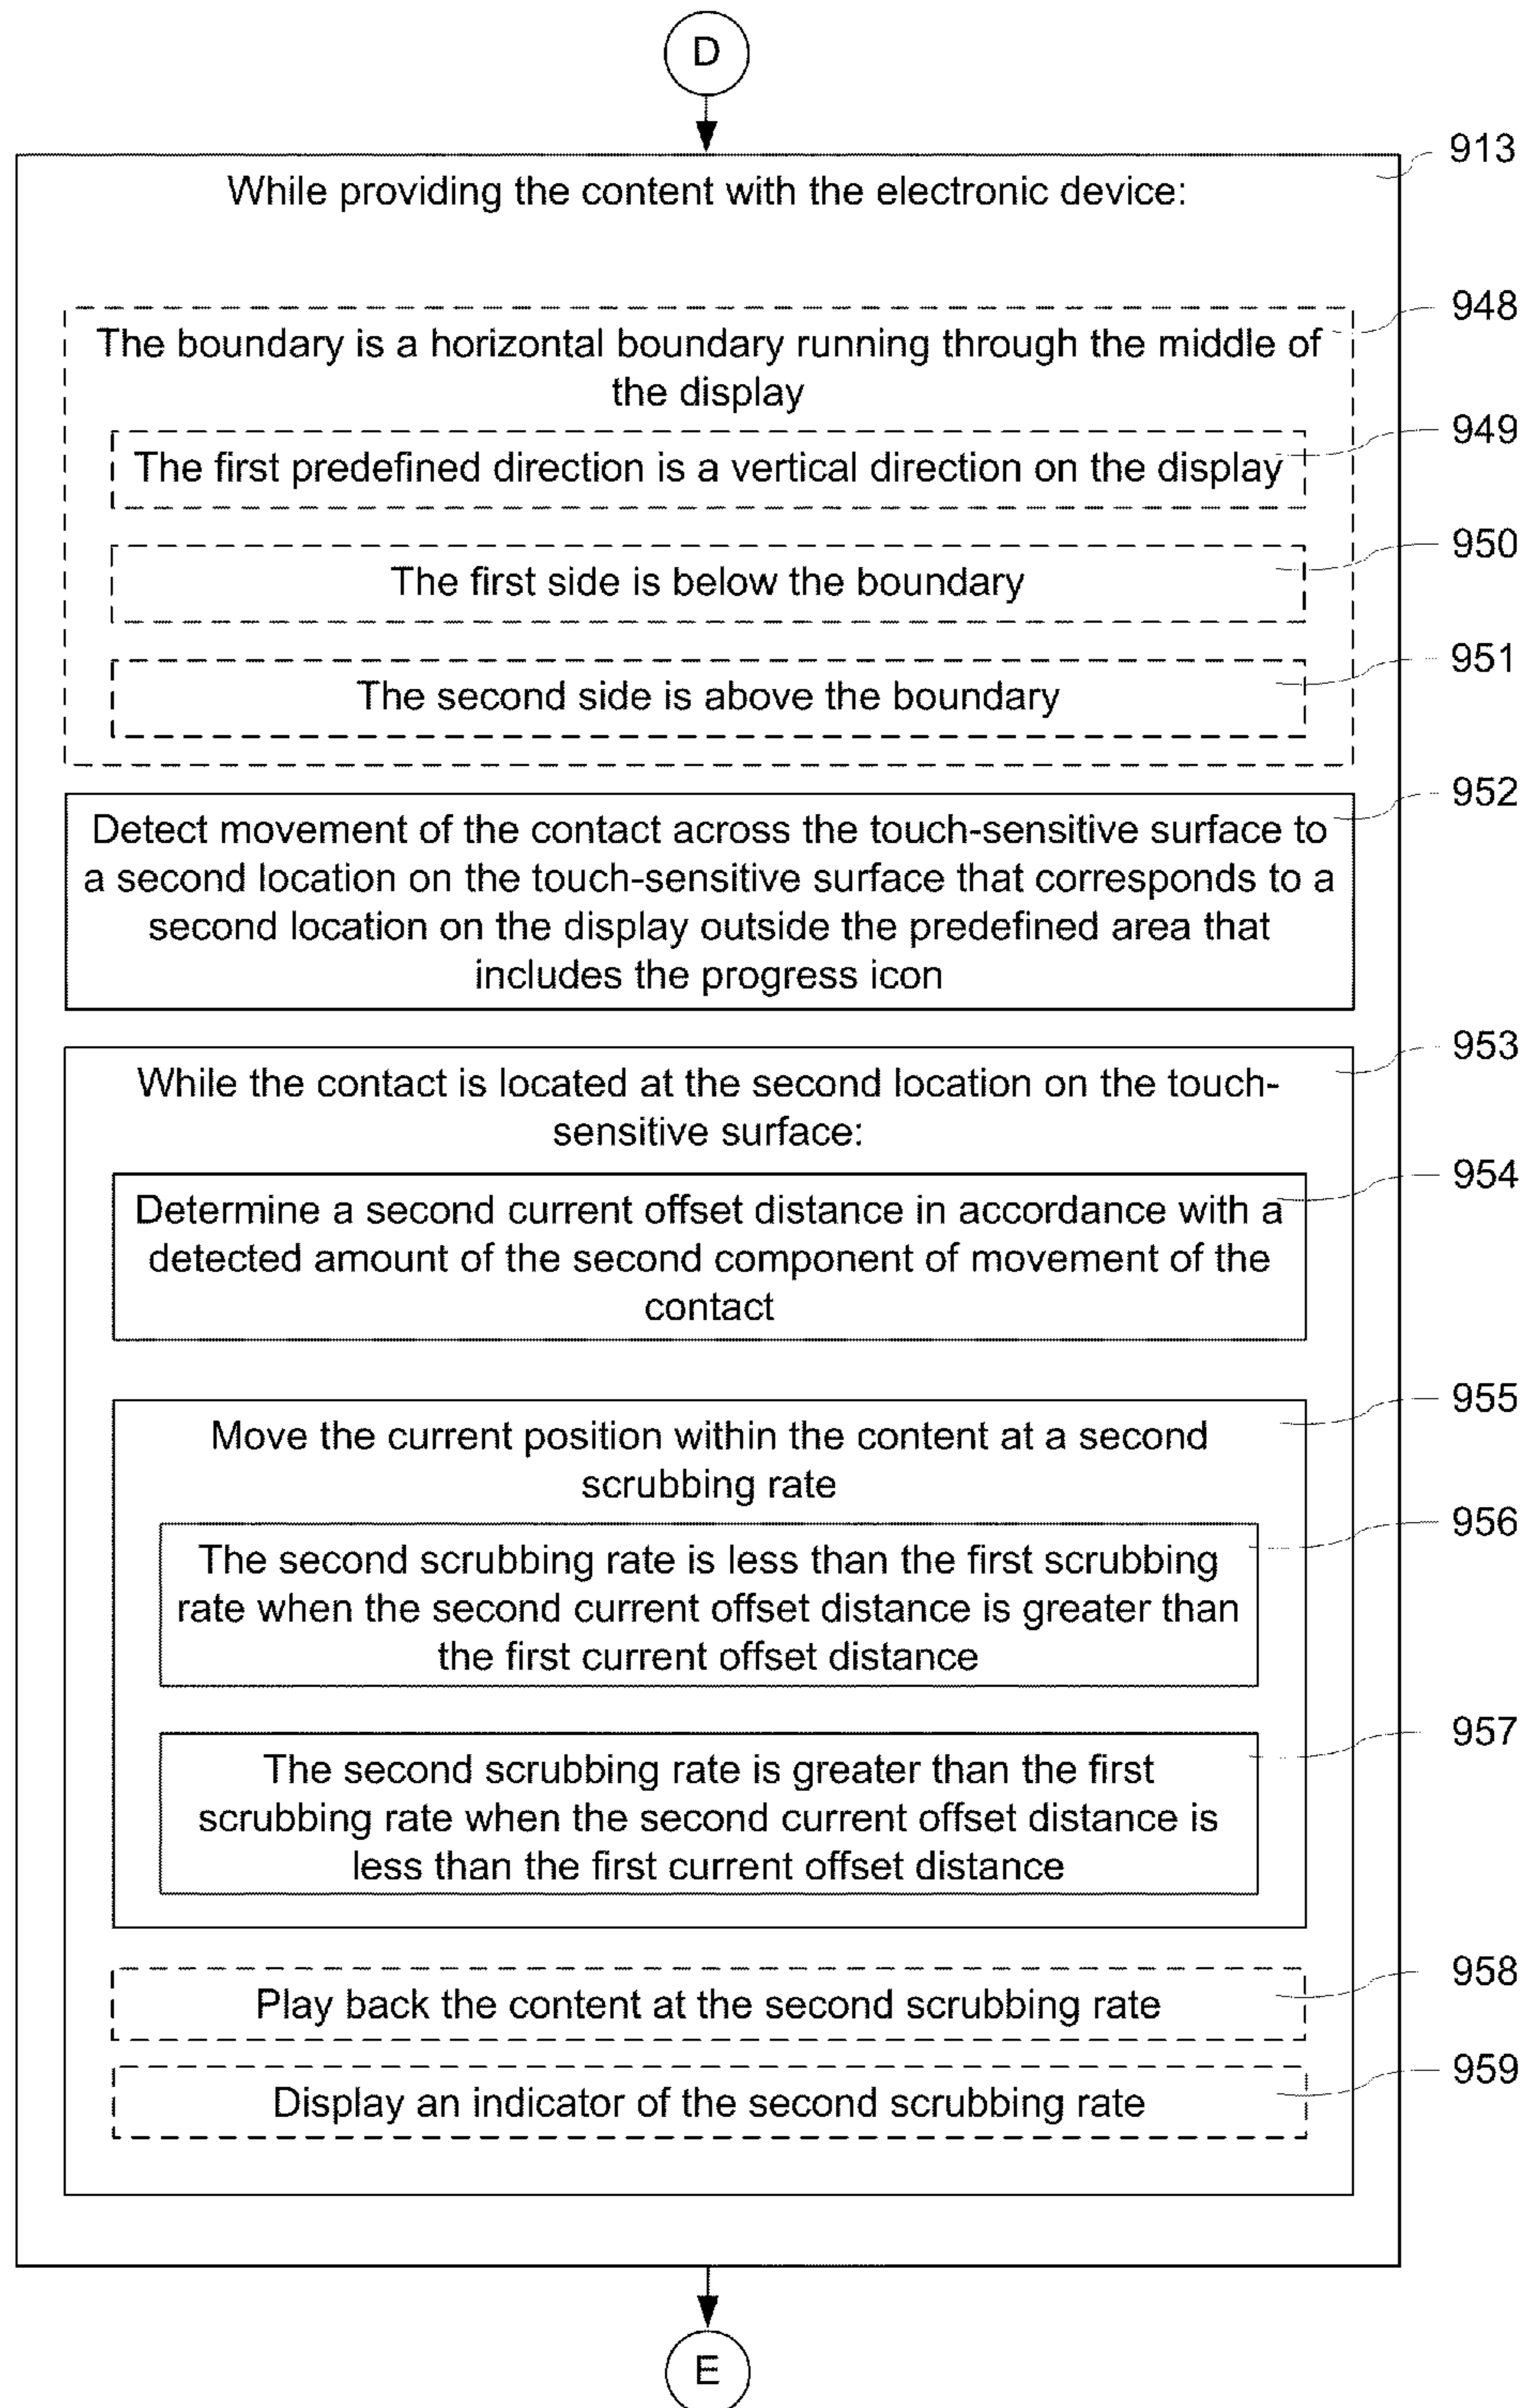 D
913
While providing the content with the electronic device:
948
The boundary is a horizontal boundary running through the middle of
the display
949
The first predefined direction is a vertical direction on the display
950
The first side is below the boundary
951
The second side is above the boundary
952
Detect movement of the contact across the touch-sensitive surface to
a second location on the touch-sensitive surface that corresponds to a
second location on the display outside the predefined area that
includes the progress icon
953
While the contact is located at the second location on the touch-
sensitive surface:
954
Determine a second current offset distance in accordance with a
detected amount of the second component of movement of the
contact
955
Move the current position within the content at a second
scrubbing rate
956
The second scrubbing rate is less than the first scrubbing
rate when the second current offset distance is greater than
the first current offset distance
957
The second scrubbing rate is greater than the first
scrubbing rate when the second current offset distance is
less than the first current offset distance
958
Play back the content at the second scrubbing rate
959
Display an indicator of the second scrubbing rate
E